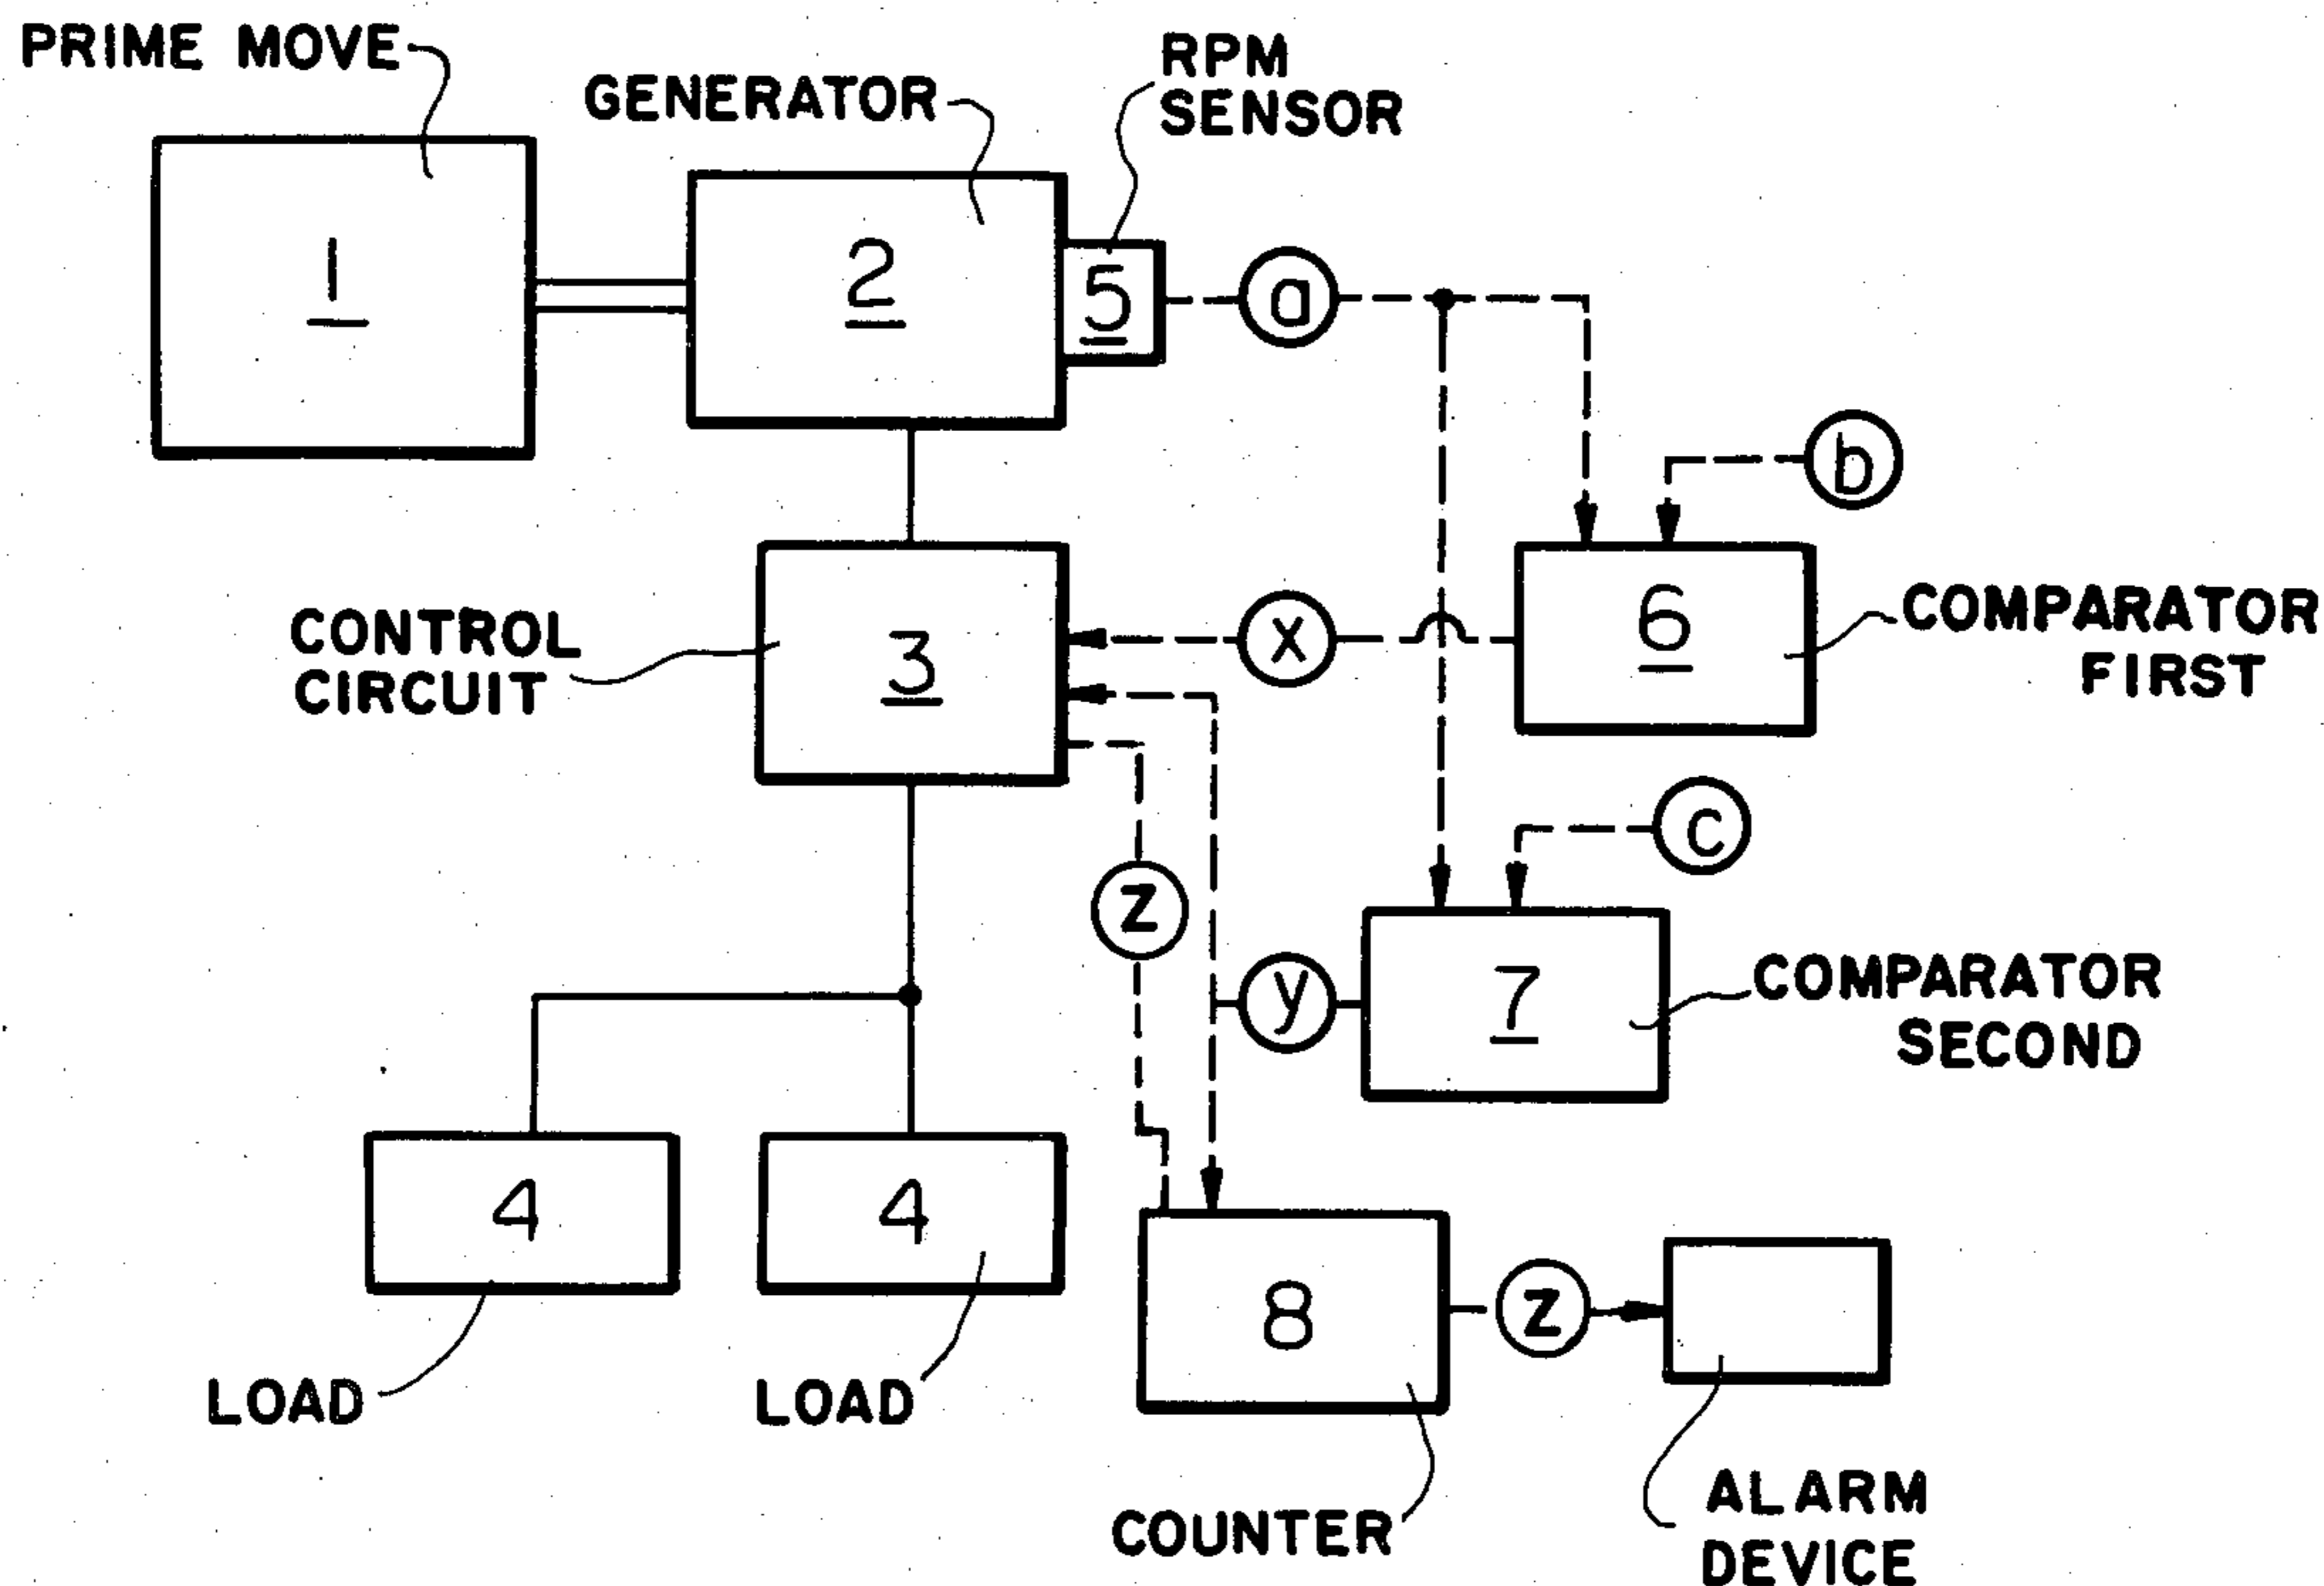 PRIME MOVE
GENERATOR
RPM
SENSOR
1
2
5
a
b
CONTROL
CIRCUIT
3
x
6
COMPARATOR
FIRST
c
z
y
7
COMPARATOR
SECOND
4
4
8
z
LOAD
LOAD
COUNTER
ALARM
DEVICE